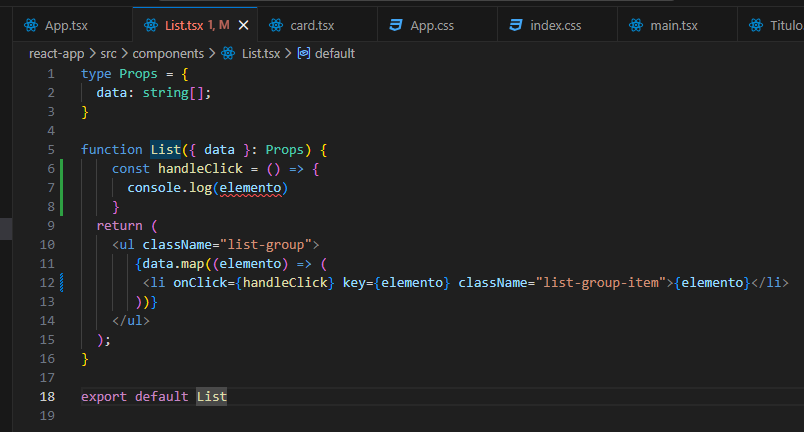 App.tsx List.tsx 1, M card.tsx App.css index.css main.tsx Titulo
react-app > src > components > List.tsx > default
1 type Props = {
2   data: string[];
3 }
4
5 function List({ data }: Props) {
6     const handleClick = () => {
7       console.log(elemento)
8     }
9   return (
10     <ul className="list-group">
11       {data.map((elemento) => (
12         <li onClick={handleClick} key={elemento} className="list-group-item">{elemento}</li>
13       ))}
14     </ul>
15   );
16 }
17
18 export default List
19